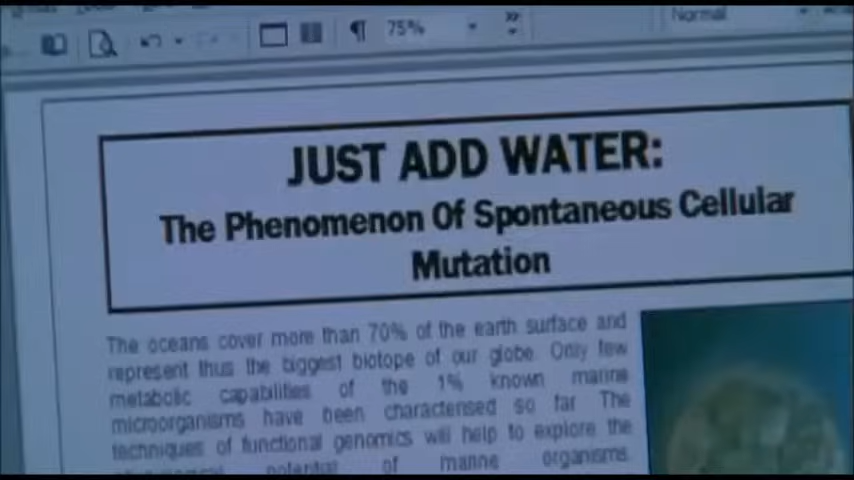 75%
Normal
JUST ADD WATER:
The Phenomenon Of Spontaneous Cellular
Mutation
The oceans cover more than 70% of the earth surface and
represent thus the biggest biotope of our globe. Only few
metabolic capabilities of the 1% known marine
microorganisms have been characterised so far. The
techniques of functional genomics will help to explore the
potential of marine organisms.